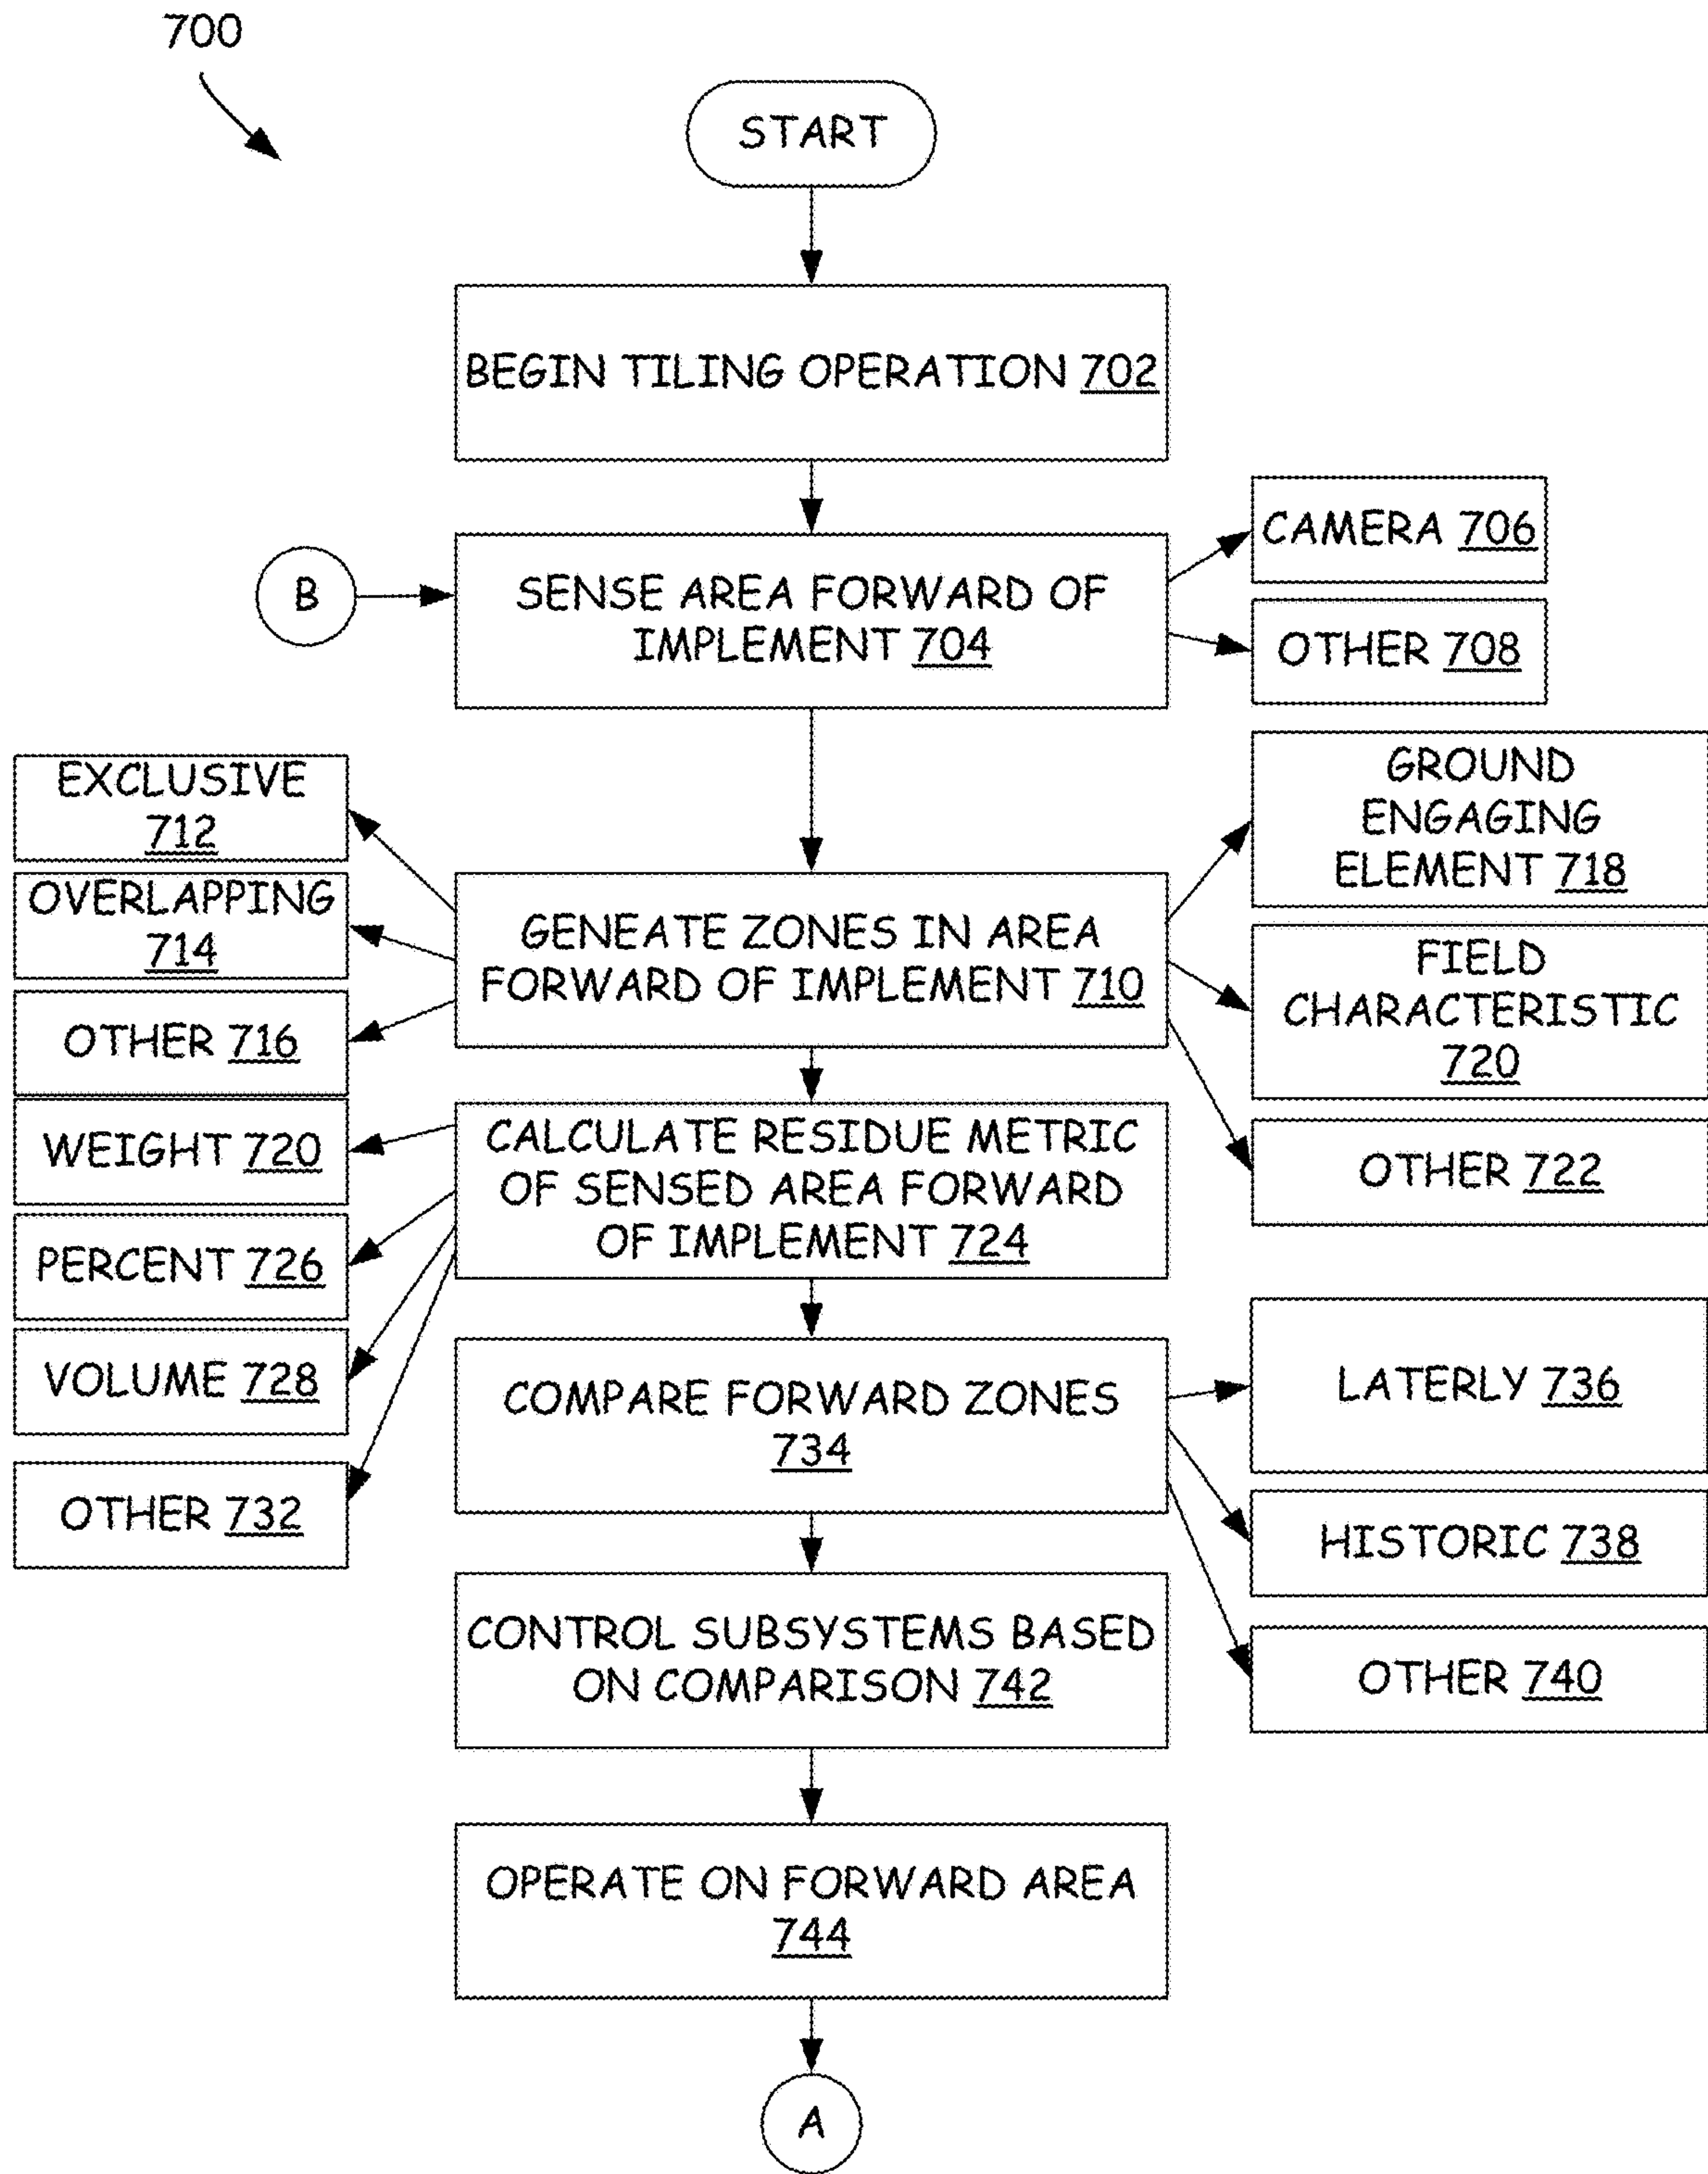 700
START
BEGIN TILING OPERATION 702
B
SENSE AREA FORWARD OF
IMPLEMENT 704
CAMERA 706
OTHER 708
EXCLUSIVE
712
OVERLAPPING
714
OTHER 716
GENEATE ZONES IN AREA
FORWARD OF IMPLEMENT 710
GROUND
ENGAGING
ELEMENT 718
FIELD
CHARACTERISTIC
720
OTHER 722
WEIGHT 720
PERCENT 726
VOLUME 728
OTHER 732
CALCULATE RESIDUE METRIC
OF SENSED AREA FORWARD
OF IMPLEMENT 724
COMPARE FORWARD ZONES
734
LATERLY 736
HISTORIC 738
OTHER 740
CONTROL SUBSYSTEMS BASED
ON COMPARISON 742
OPERATE ON FORWARD AREA
744
A